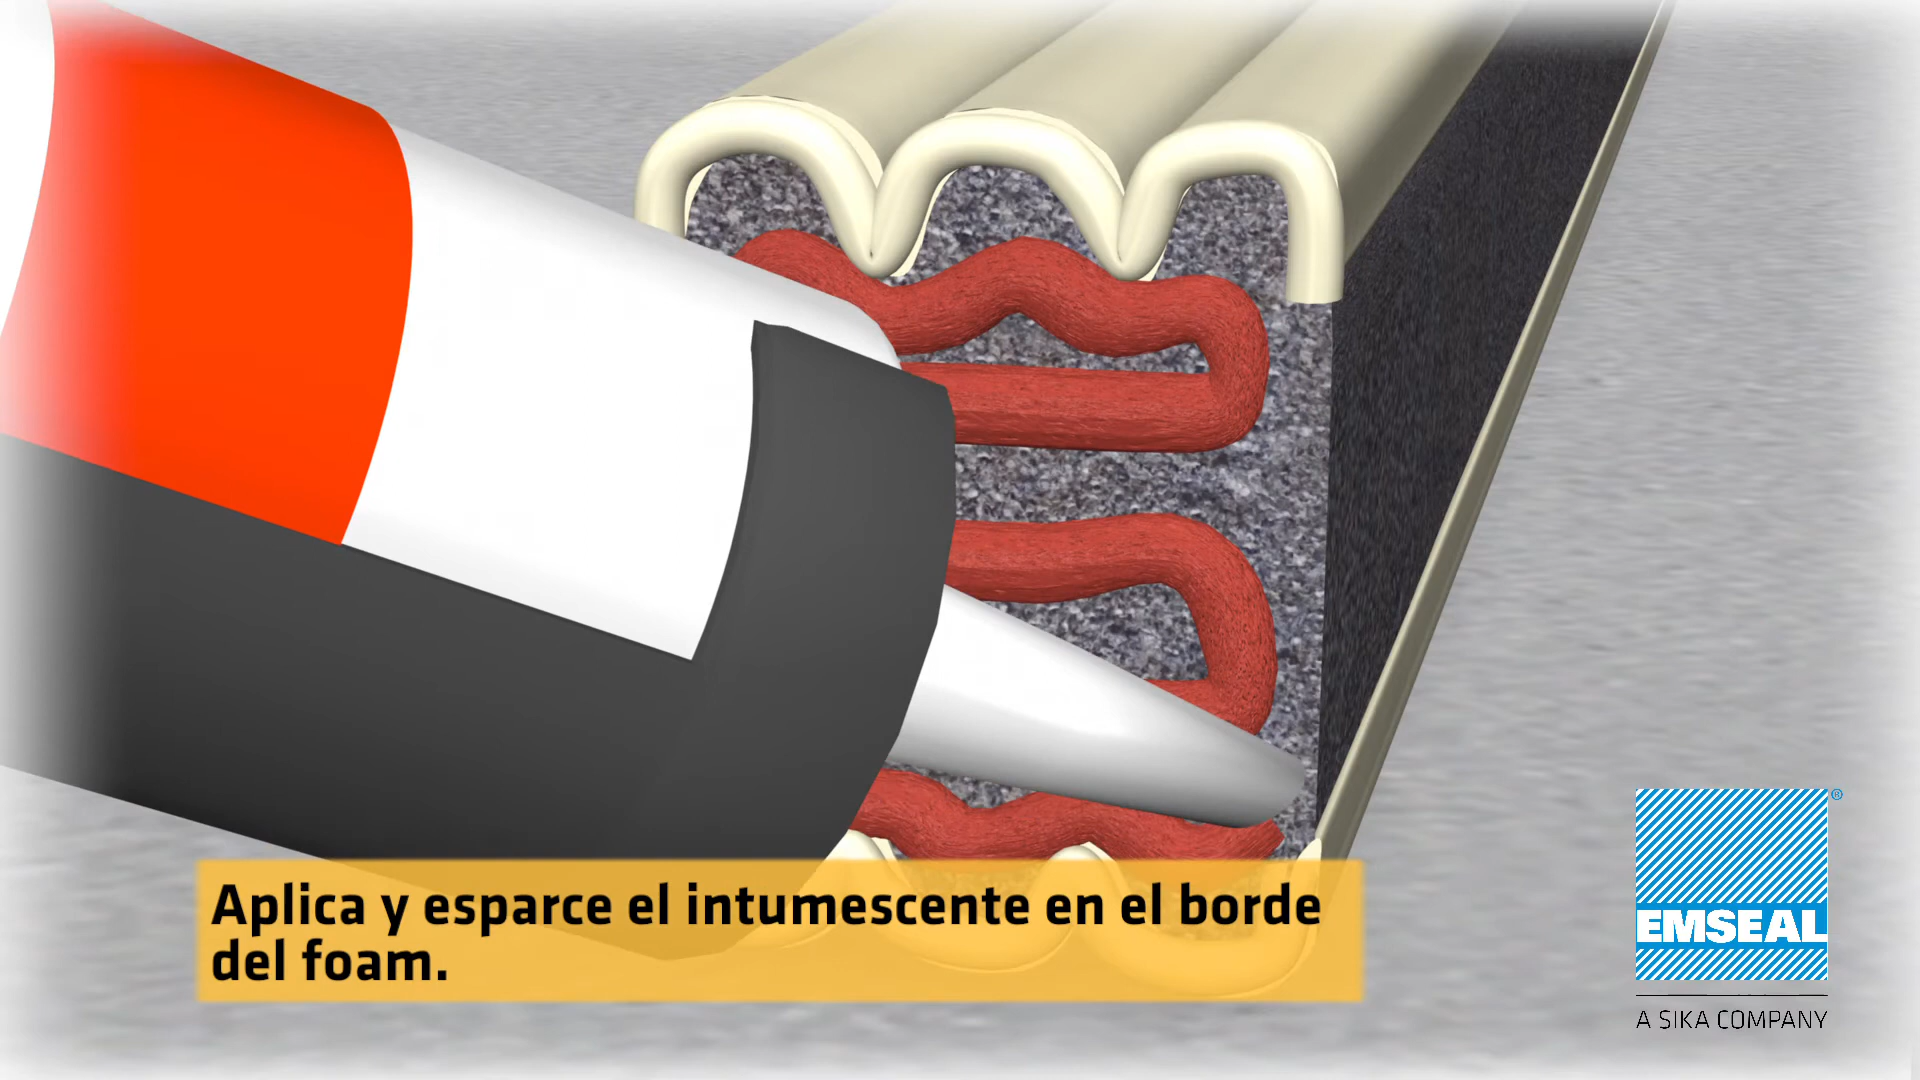 Aplica y esparce el intumescente en el borde
del foam.
EMSEAL®
A SIKA COMPANY